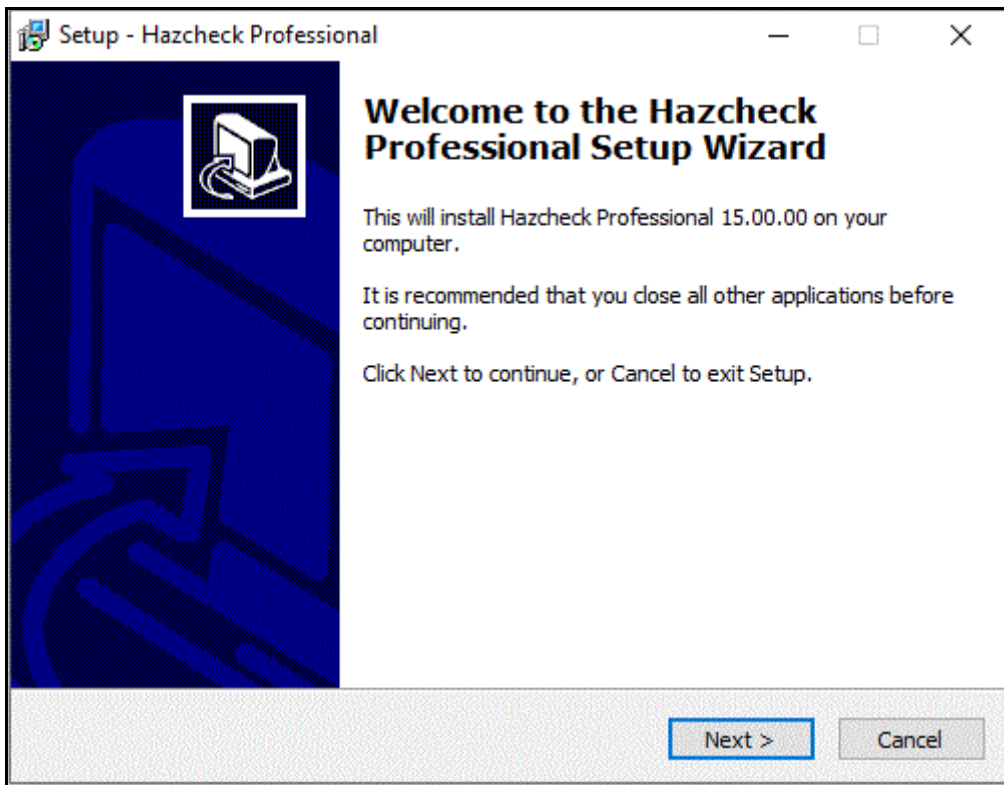 Setup - Hazcheck Professional
Welcome to the Hazcheck
Professional Setup Wizard
This will install Hazcheck Professional 15.00.00 on your
computer.
It is recommended that you close all other applications before
continuing.
Click Next to continue, or Cancel to exit Setup.
Next >
Cancel